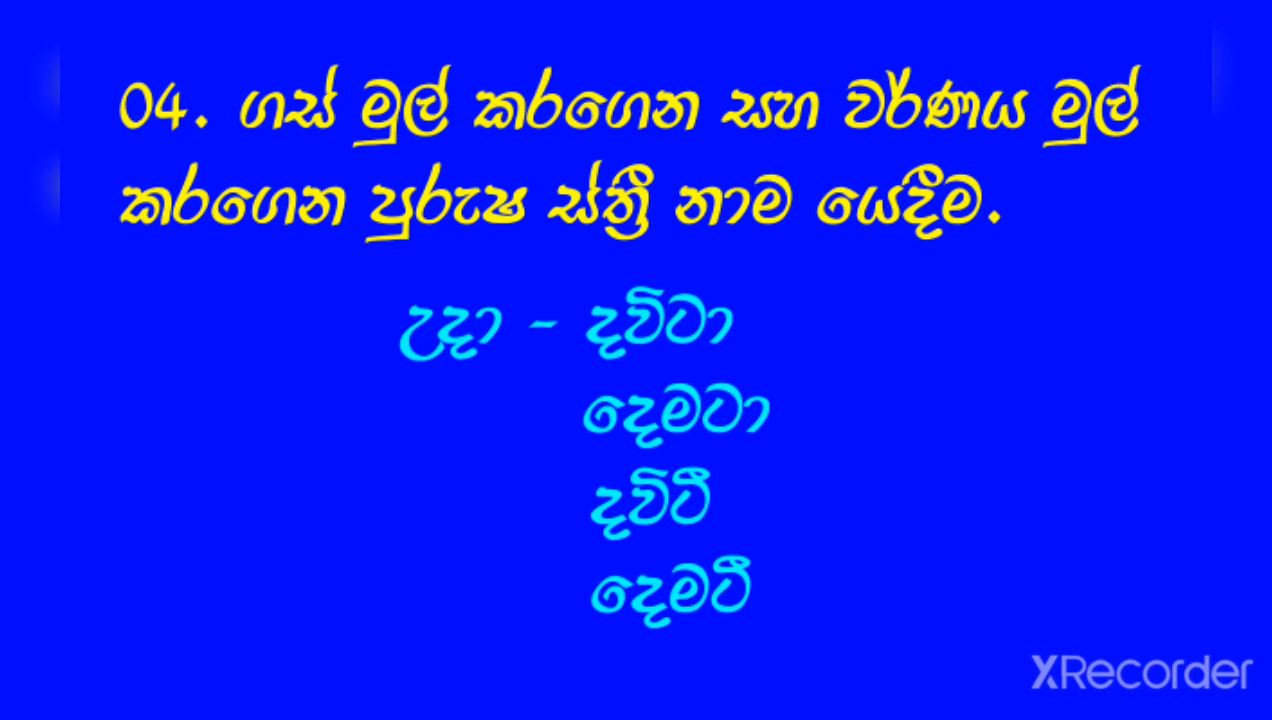 04. ගස් මුල් කරගෙන සහ වර්ණය මුල්
කරගෙන පුරුෂ ස්ත්‍රී නාම යෙදීම.
උදා - දවිටා
දෙමටා
දවිටී
දෙමටී
XRecorder